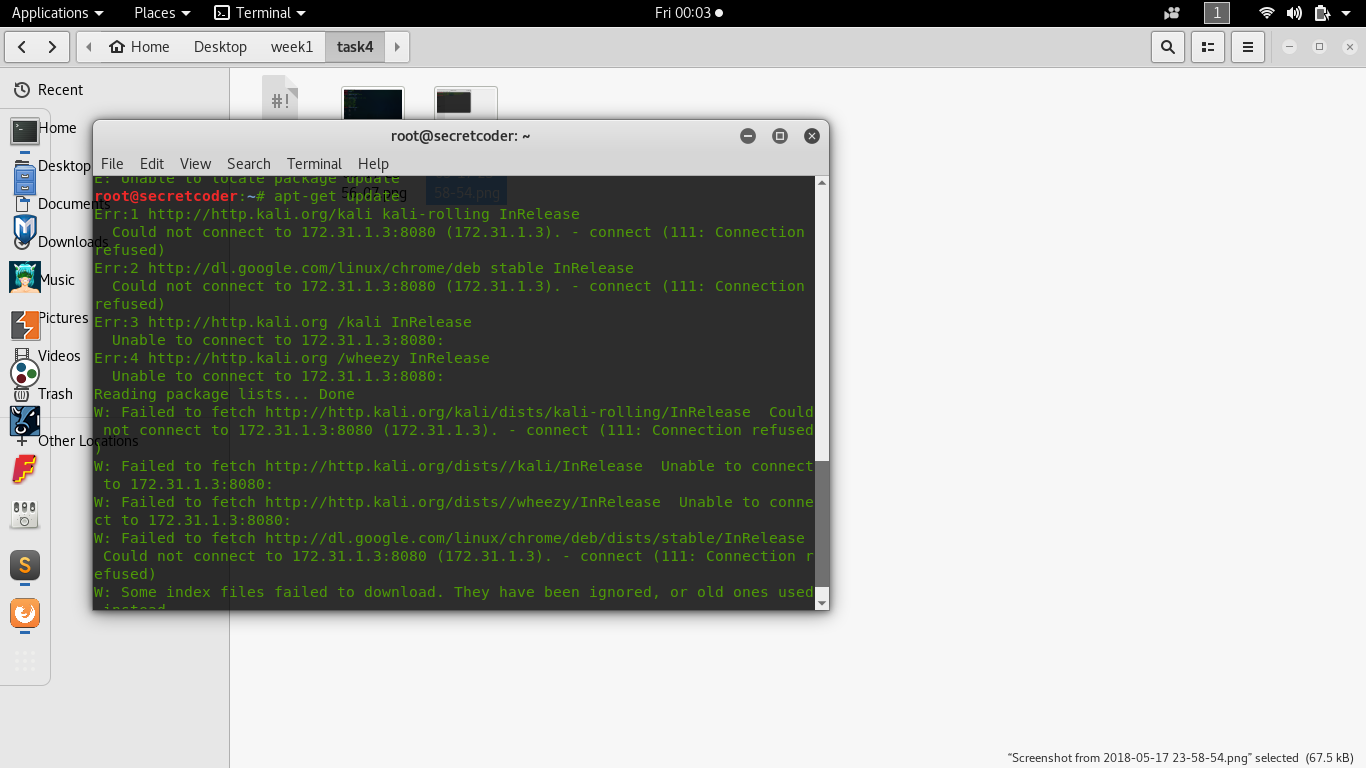 Applications Places Terminal Fri 00:03 1
Home Desktop week1 task4
Recent
Home
Desktop
Documents
Downloads
Music
Pictures
Videos
Trash
Other Locations
#!
root@secretcoder: ~
File Edit View Search Terminal Help
E: Unable to locate package update
root@secretcoder:~# apt-get update
Err:1 http://http.kali.org/kali kali-rolling InRelease
Could not connect to 172.31.1.3:8080 (172.31.1.3). - connect (111: Connection
refused)
Err:2 http://dl.google.com/linux/chrome/deb stable InRelease
Could not connect to 172.31.1.3:8080 (172.31.1.3). - connect (111: Connection
refused)
Err:3 http://http.kali.org /kali InRelease
Unable to connect to 172.31.1.3:8080:
Err:4 http://http.kali.org /wheezy InRelease
Unable to connect to 172.31.1.3:8080:
Reading package lists... Done
W: Failed to fetch http://http.kali.org/kali/dists/kali-rolling/InRelease  Could
not connect to 172.31.1.3:8080 (172.31.1.3). - connect (111: Connection refused
)
W: Failed to fetch http://http.kali.org/dists//kali/InRelease  Unable to connect
to 172.31.1.3:8080:
W: Failed to fetch http://http.kali.org/dists//wheezy/InRelease  Unable to conne
ct to 172.31.1.3:8080:
W: Failed to fetch http://dl.google.com/linux/chrome/deb/dists/stable/InRelease
Could not connect to 172.31.1.3:8080 (172.31.1.3). - connect (111: Connection r
efused)
W: Some index files failed to download. They have been ignored, or old ones used
instead.
58-54.png
"Screenshot from 2018-05-17 23-58-54.png" selected (67.5 kB)